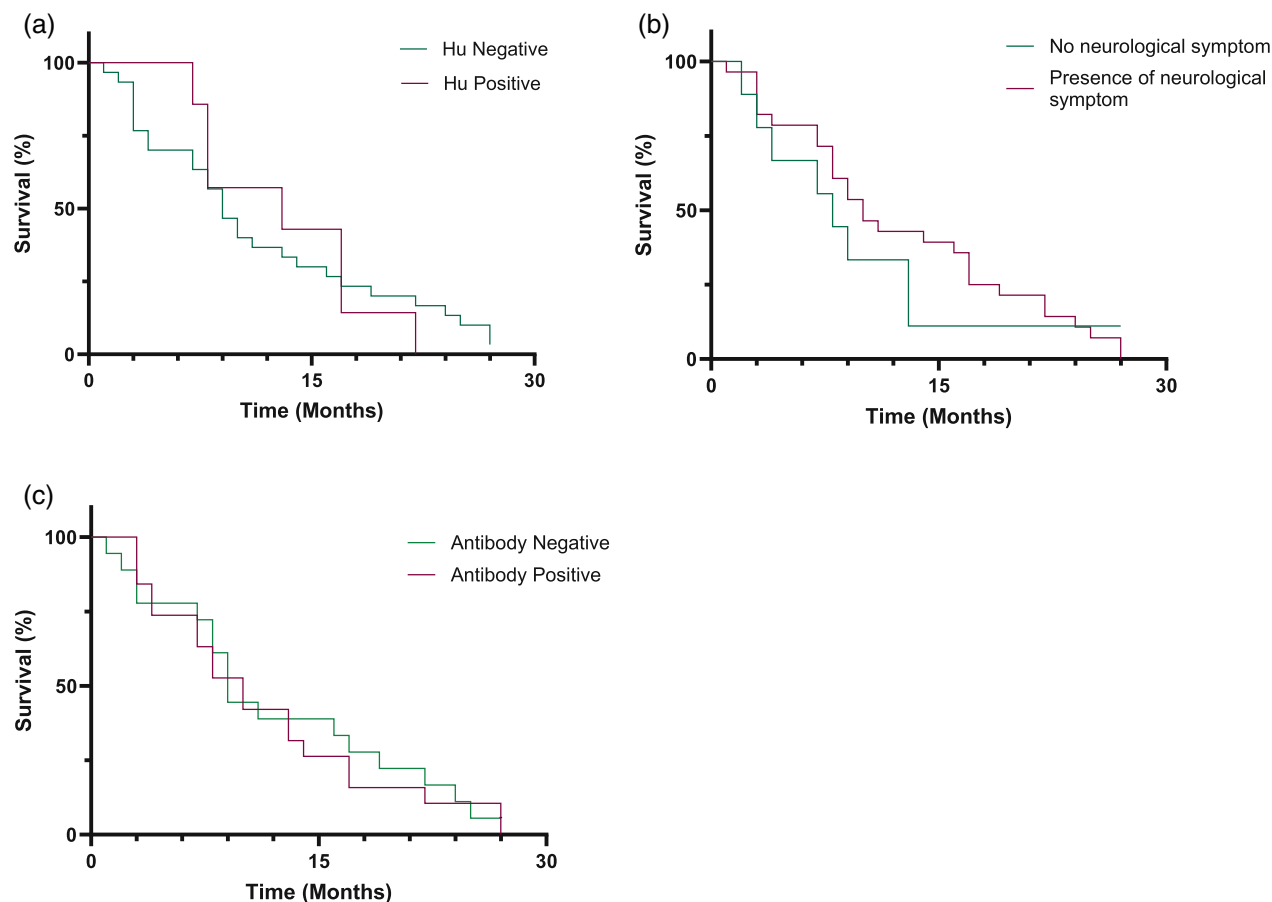 (a)
Hu Negative
Hu Positive
100
50
0
Survival (%)
0
15
30
Time (Months)
(b)
No neurological symptom
Presence of neurological
symptom
100
50
0
Survival (%)
0
15
30
Time (Months)
(c)
Antibody Negative
Antibody Positive
100
50
0
Survival (%)
0
15
30
Time (Months)